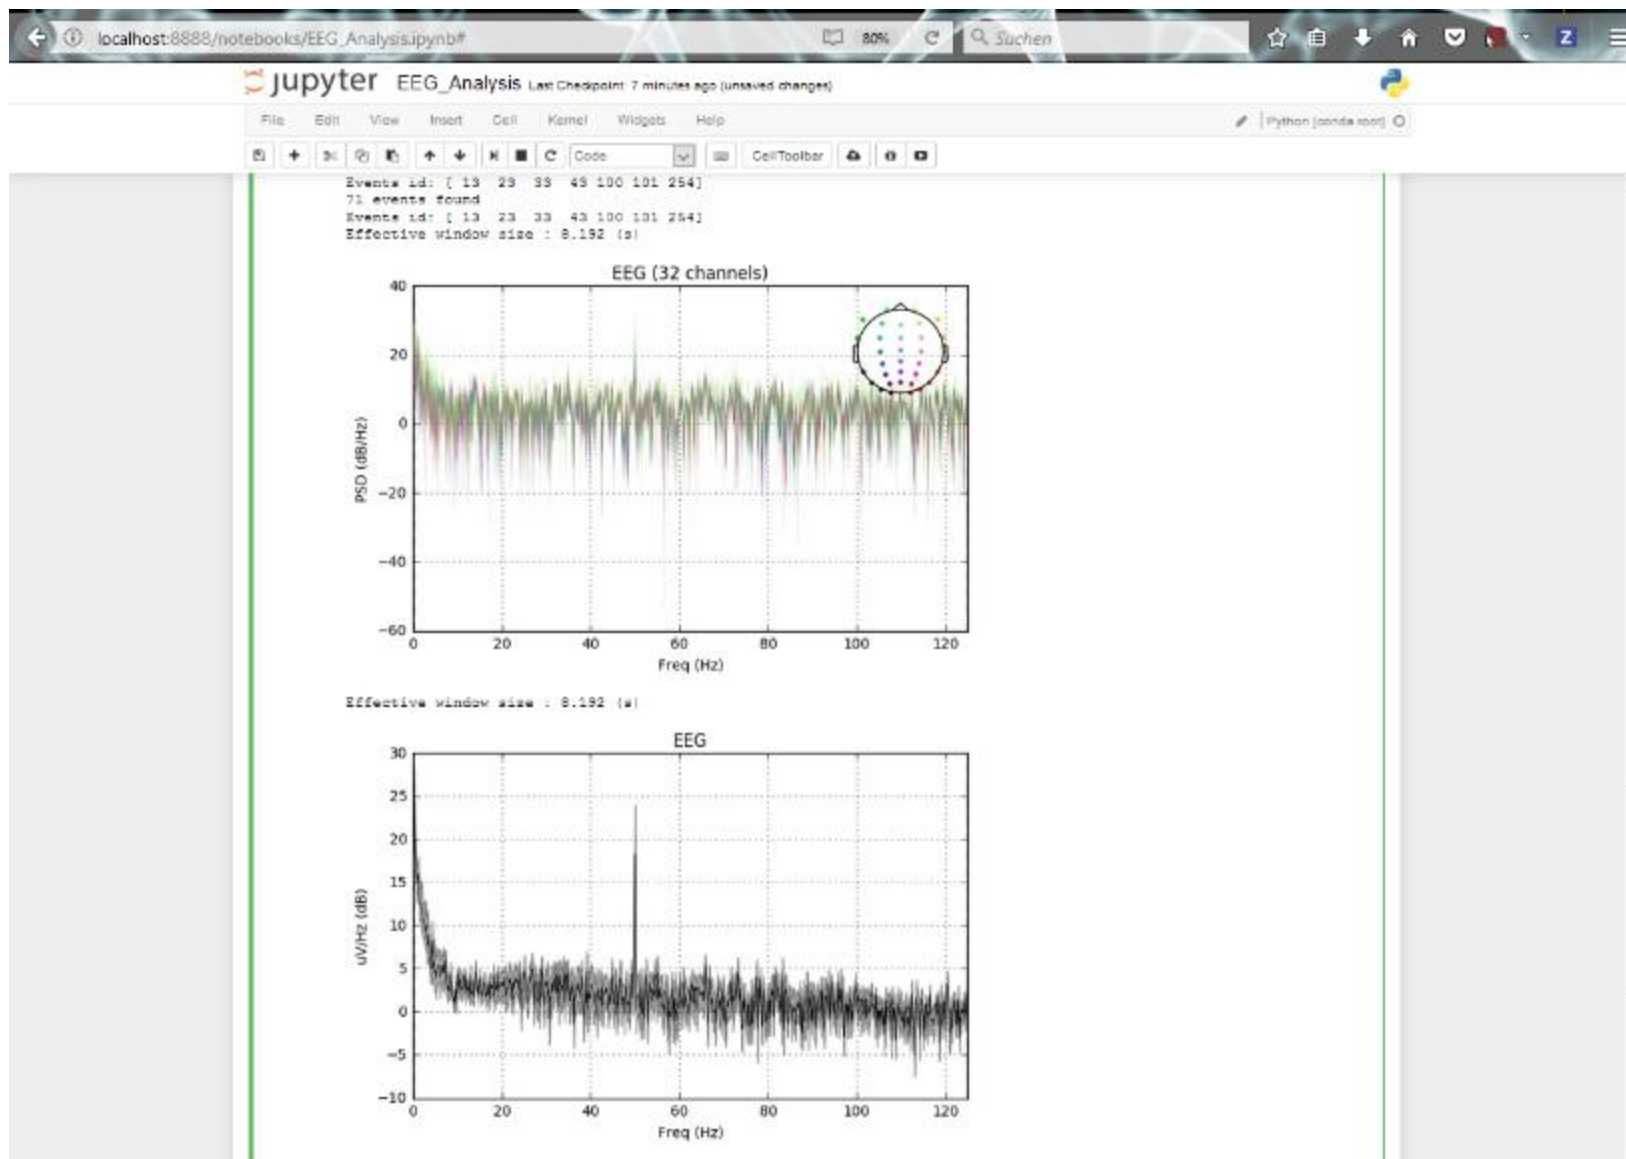 localhost:8888/notebooks/EEG_Analysis.ipynb#
80%
Suchen
Z
jupyter EEG_Analysis Last Checkpoint: 7 minutes ago (unsaved changes)
File Edit View Insert Cell Kernel Widgets Help
Python [conda root]
Code
CellToolbar
Events id: [ 13 23 33 43 100 101 254]
71 events found
Events id: [ 13 23 33 43 100 101 254]
Effective window size : 8.192 (s)
EEG (32 channels)
40
20
0
−20
−40
−60
PSD (dB/Hz)
0 20 40 60 80 100 120
Freq (Hz)
Effective window size : 8.192 (s)
EEG
30
25
20
15
10
5
0
−5
−10
uV/Hz (dB)
0 20 40 60 80 100 120
Freq (Hz)